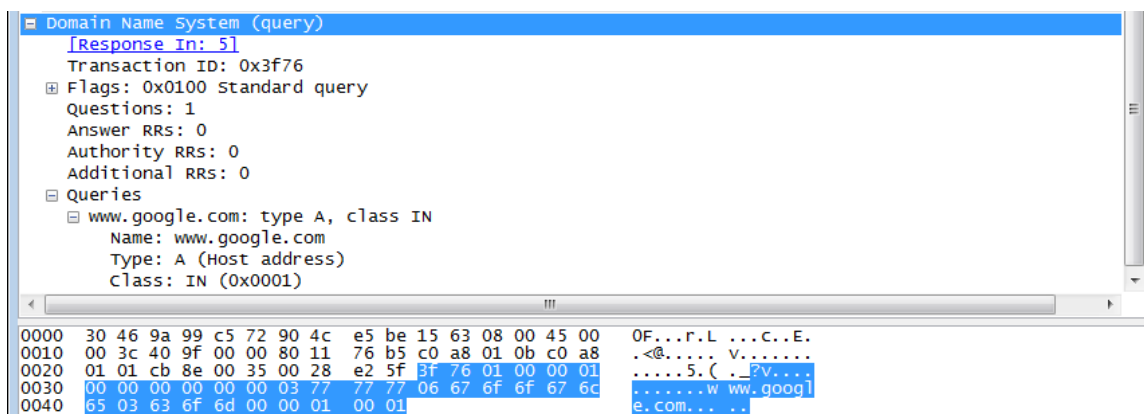 Domain Name System (query)
[Response In: 5]
Transaction ID: 0x3f76
Flags: 0x0100 Standard query
Questions: 1
Answer RRs: 0
Authority RRs: 0
Additional RRs: 0
Queries
www.google.com: type A, class IN
Name: www.google.com
Type: A (Host address)
Class: IN (0x0001)
0000 30 46 9a 99 c5 72 90 4c e5 be 15 63 08 00 45 00 0F...r.L ...c..E.
0010 00 3c 40 9f 00 00 80 11 76 b5 c0 a8 01 0b c0 a8 .<@..... v.......
0020 01 01 cb 8e 00 35 00 28 e2 5f 3f 76 01 00 00 01 .....5.( ._?v....
0030 00 00 00 00 00 00 03 77 77 77 06 67 6f 6f 67 6c .......w ww.googl
0040 65 03 63 6f 6d 00 00 01 00 01 e.com... ..